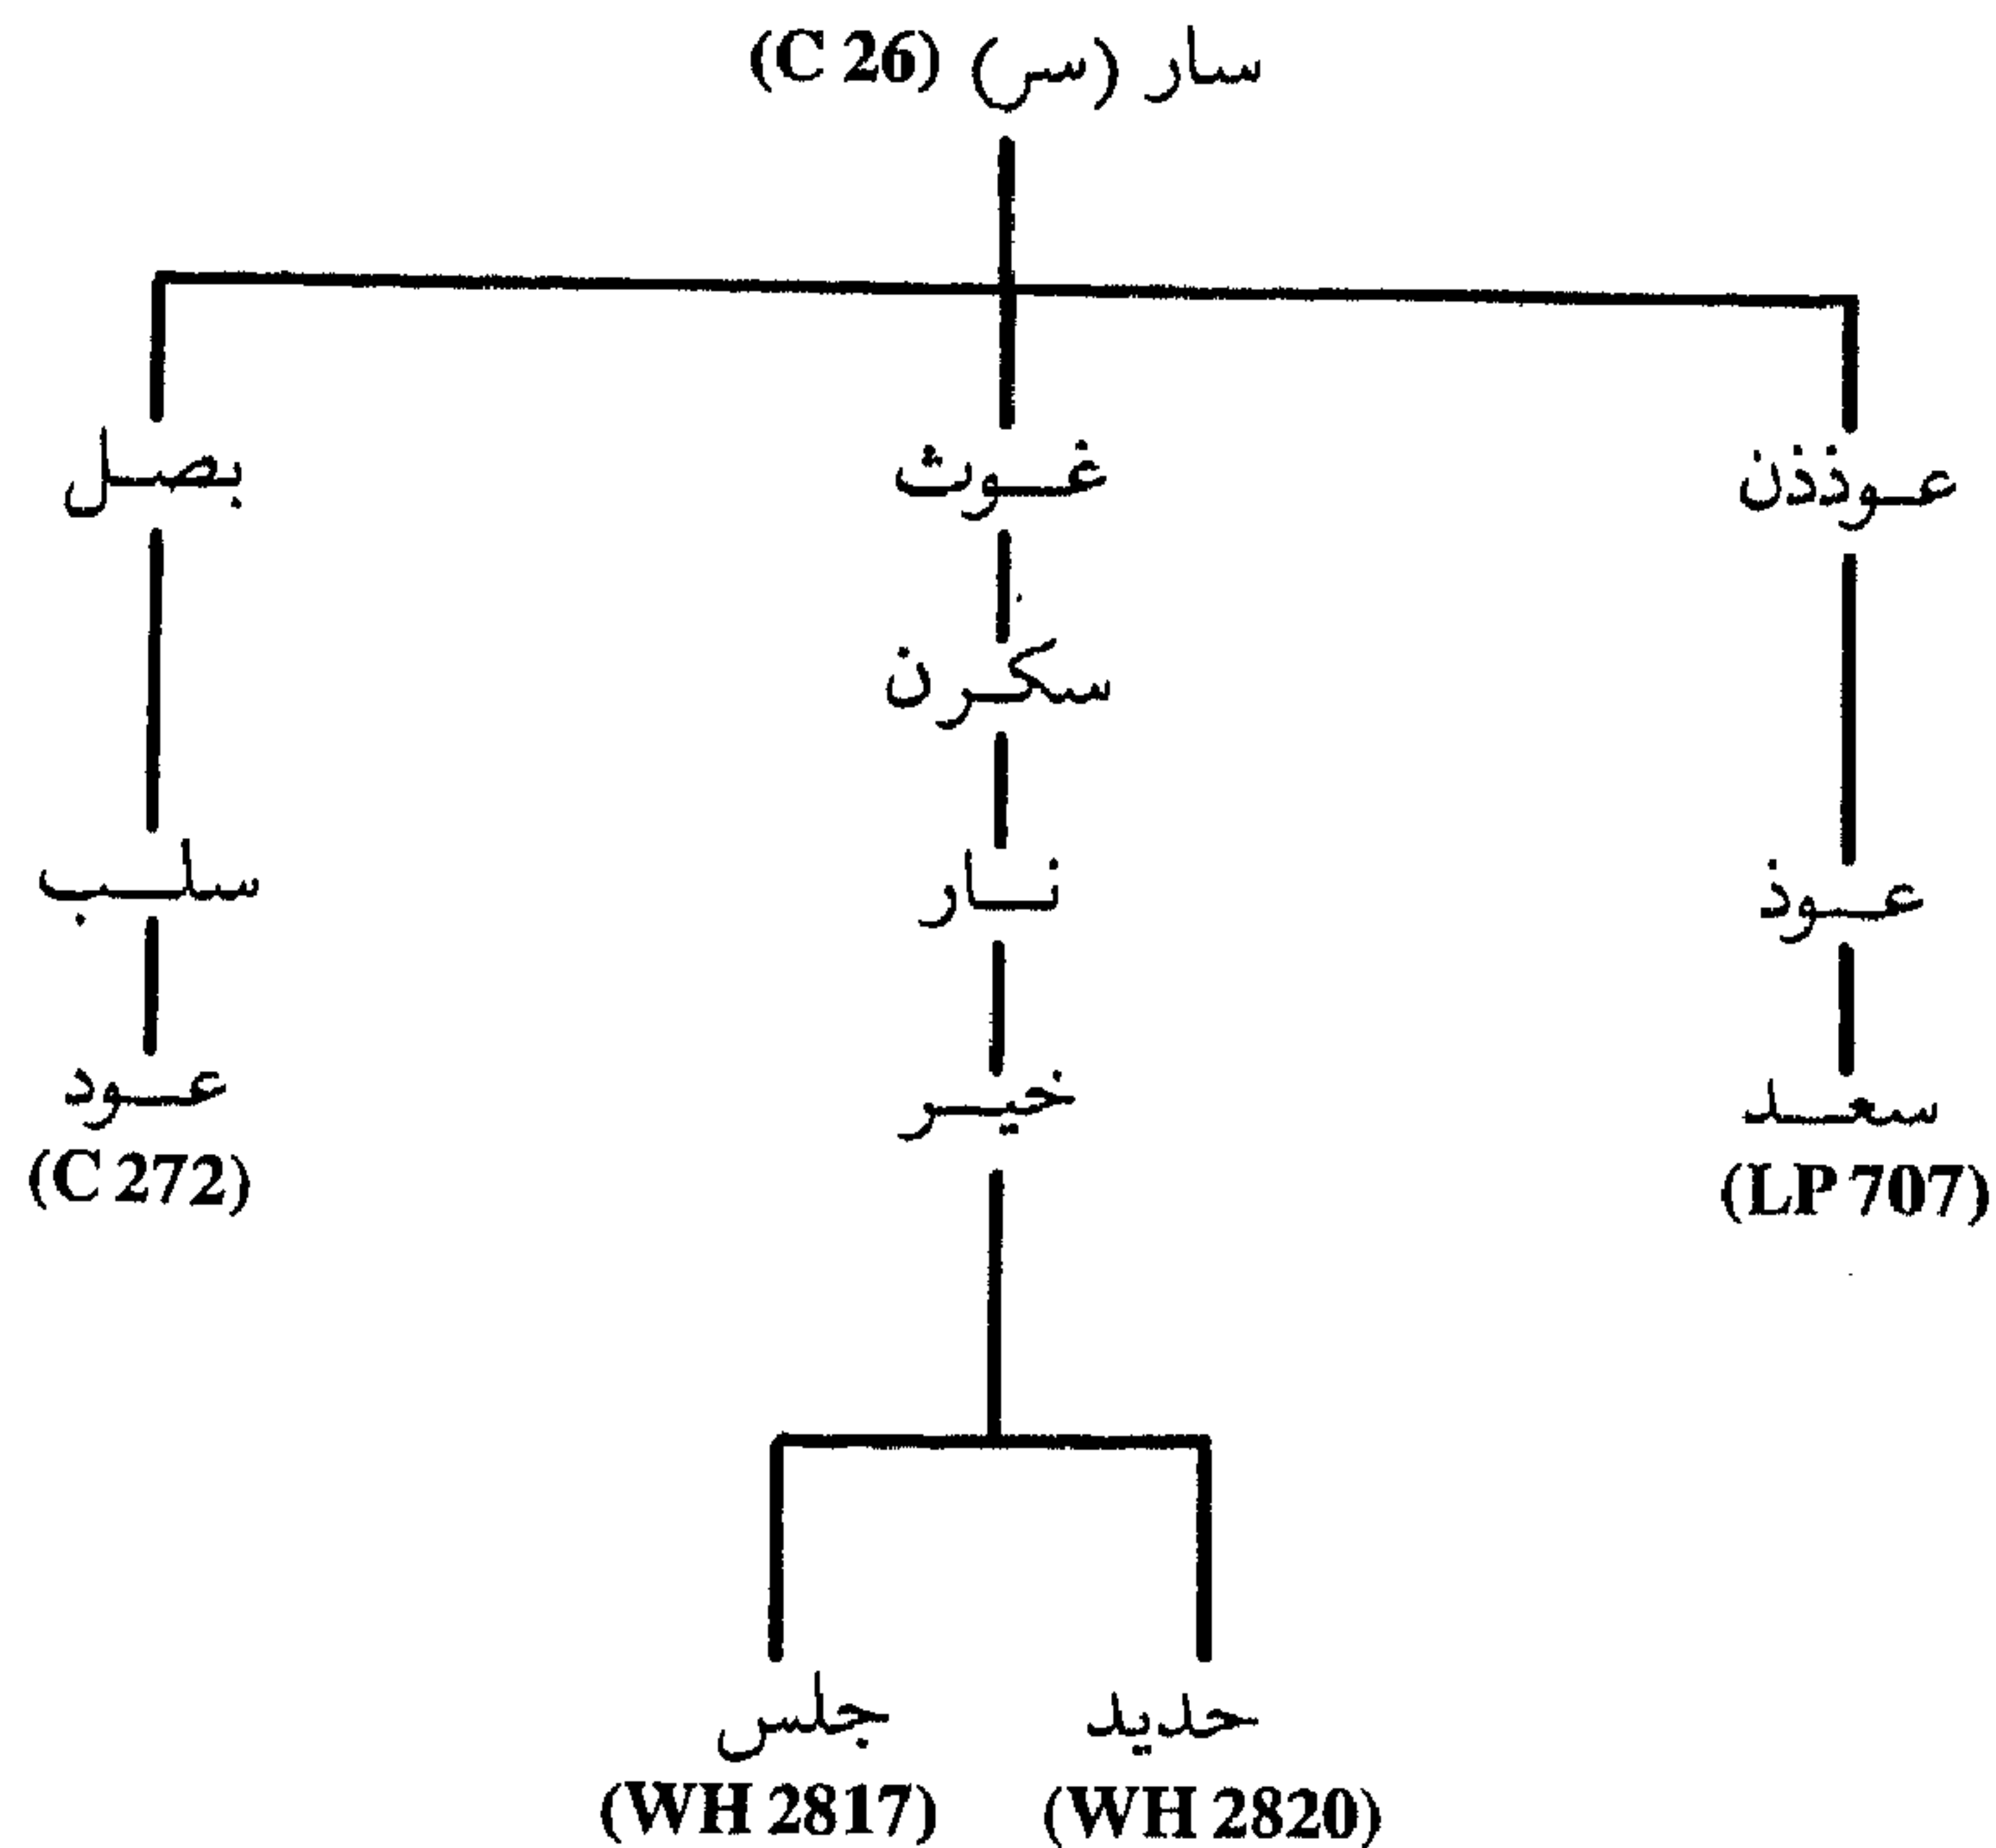 سار (س) (C 26)
عوذذن غوث بصل
سكرن
عوذ نار سلب
سعد خير عود
(LP 707) (C 272)
حديد جلس
(WH 2820) (WH 2817)